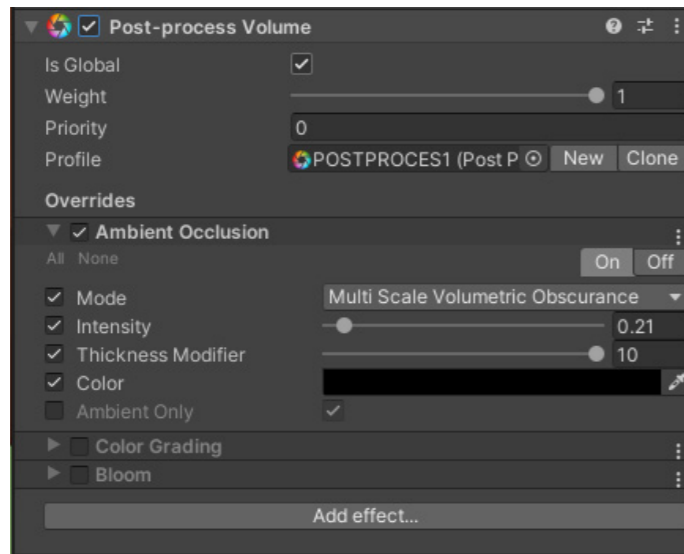 Post-process Volume
Is Global
Weight 1
Priority 0
Profile POSTPROCES1 (Post P New Clone
Overrides
Ambient Occlusion
All None On Off
Mode Multi Scale Volumetric Obscurance
Intensity 0.21
Thickness Modifier 10
Color
Ambient Only
Color Grading
Bloom
Add effect...